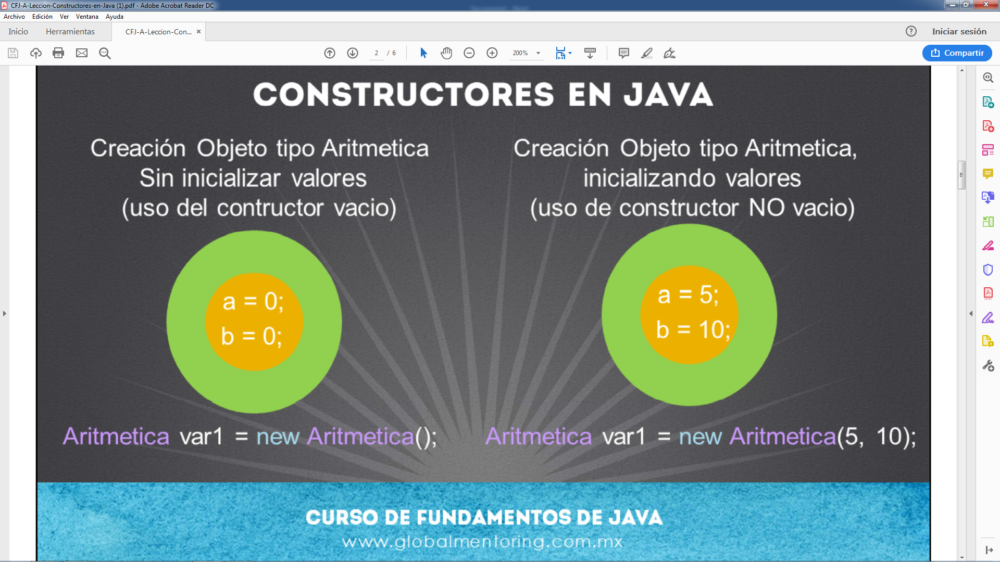 CFJ-A-Leccion-Constructores-en-Java (1).pdf - Adobe Acrobat Reader DC
Archivo Edición Ver Ventana Ayuda
Inicio Herramientas CFJ-A-Leccion-Con... × Iniciar sesión
2 / 6 200% Compartir
CONSTRUCTORES EN JAVA
Creación Objeto tipo Aritmetica
Sin inicializar valores
(uso del contructor vacio)
a = 0;
b = 0;
Aritmetica var1 = new Aritmetica();
Creación Objeto tipo Aritmetica,
inicializando valores
(uso de constructor NO vacio)
a = 5;
b = 10;
Aritmetica var1 = new Aritmetica(5, 10);
CURSO DE FUNDAMENTOS DE JAVA
www.globalmentoring.com.mx